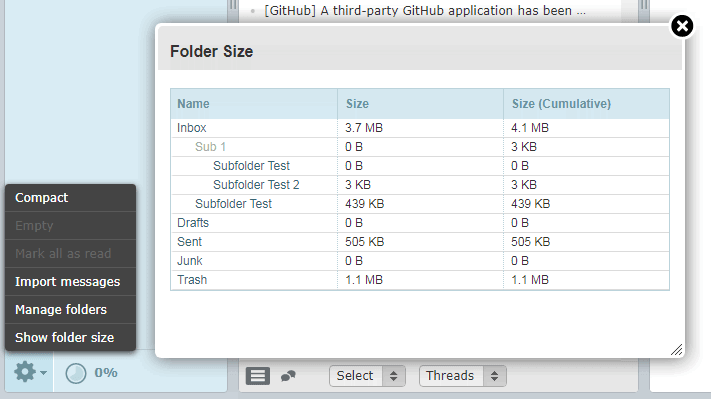 [GitHub] A third-party GitHub application has been ...
Folder Size
Name Size Size (Cumulative)
Inbox 3.7 MB 4.1 MB
Sub 1 0 B 3 KB
Subfolder Test 0 B 0 B
Subfolder Test 2 3 KB 3 KB
Subfolder Test 439 KB 439 KB
Drafts 0 B 0 B
Sent 505 KB 505 KB
Junk 0 B 0 B
Trash 1.1 MB 1.1 MB
Compact
Empty
Mark all as read
Import messages
Manage folders
Show folder size
0%
Select
Threads